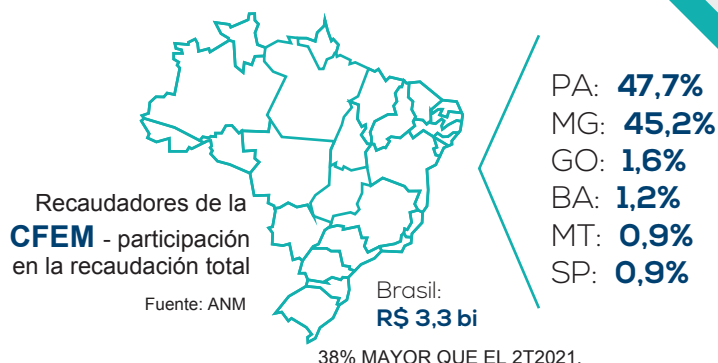 Recaudadores de la
CFEM - participación
en la recaudación total
Fuente: ANM
Brasil:
R$ 3,3 bi
38% MAYOR QUE EL 2T2021.
PA: 47,7%
MG: 45,2%
GO: 1,6%
BA: 1,2%
MT: 0,9%
SP: 0,9%